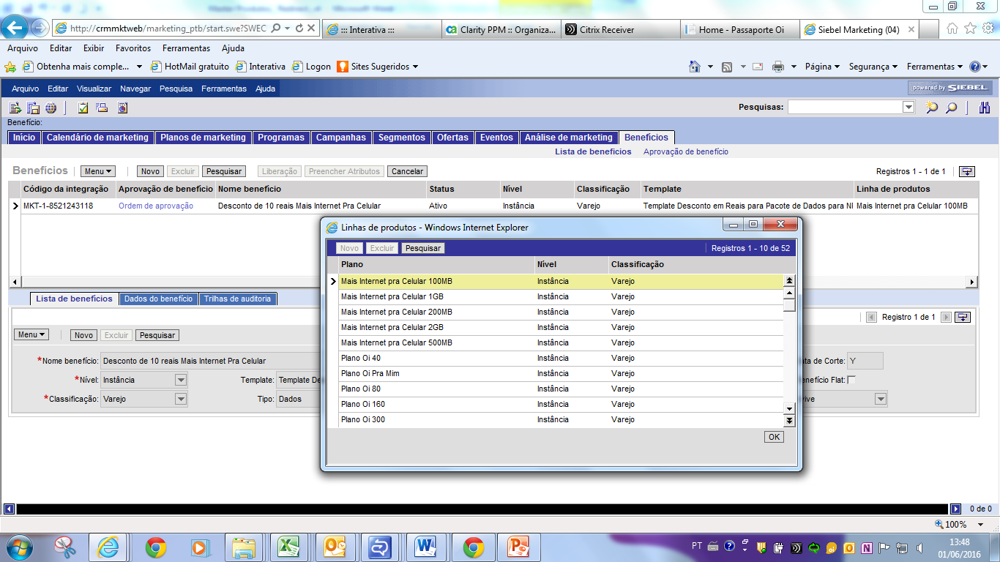 http://crmmktweb/marketing_ptb/start.swe?SWEC
::: Interativa :::
Clarity PPM :: Organiza...
Citrix Receiver
Home - Passaporte Oi
Siebel Marketing (04)
Arquivo Editar Exibir Favoritos Ferramentas Ajuda
Obtenha mais comple... HotMail gratuito Interativa Logon Sites Sugeridos Página Segurança Ferramentas
Arquivo Editar Visualizar Navegar Pesquisa Ferramentas Ajuda powered by SIEBEL
Pesquisas:
Benefício:
Início Calendário de marketing Planos de marketing Programas Campanhas Segmentos Ofertas Eventos Análise de marketing Benefícios
Lista de benefícios Aprovação de benefício
Benefícios Menu Novo Excluir Pesquisar Liberação Preencher Atributos Cancelar Registros 1 - 1 de 1
Código da integração Aprovação de benefício Nome benefício Status Nível Classificação Template Linha de produtos
MKT-1-8521243118 Ordem de aprovação Desconto de 10 reais Mais Internet Pra Celular Ativo Instância Varejo Template Desconto em Reais para Pacote de Dados para NI Mais Internet pra Celular 100MB
Linhas de produtos - Windows Internet Explorer
Novo Excluir Pesquisar Registros 1 - 10 de 52
Plano Nível Classificação
Mais Internet pra Celular 100MB Instância Varejo
Mais Internet pra Celular 1GB Instância Varejo
Mais Internet pra Celular 200MB Instância Varejo
Mais Internet pra Celular 2GB Instância Varejo
Mais Internet pra Celular 500MB Instância Varejo
Plano Oi 40 Instância Varejo
Plano Oi Pra Mim Instância Varejo
Plano Oi 80 Instância Varejo
Plano Oi 160 Instância Varejo
Plano Oi 300 Instância Varejo
OK
Lista de benefícios Dados do benefício Trilhas de auditoria
Registro 1 de 1
Menu Novo Excluir Pesquisar
*Nome benefício: Desconto de 10 reais Mais Internet Pra Celular ata de Corte: Y
*Nível: Instância Template: Template De enefício Flat:
*Classificação: Varejo Tipo: Dados ive
0 de 0
100%
PT 13:48
01/06/2016